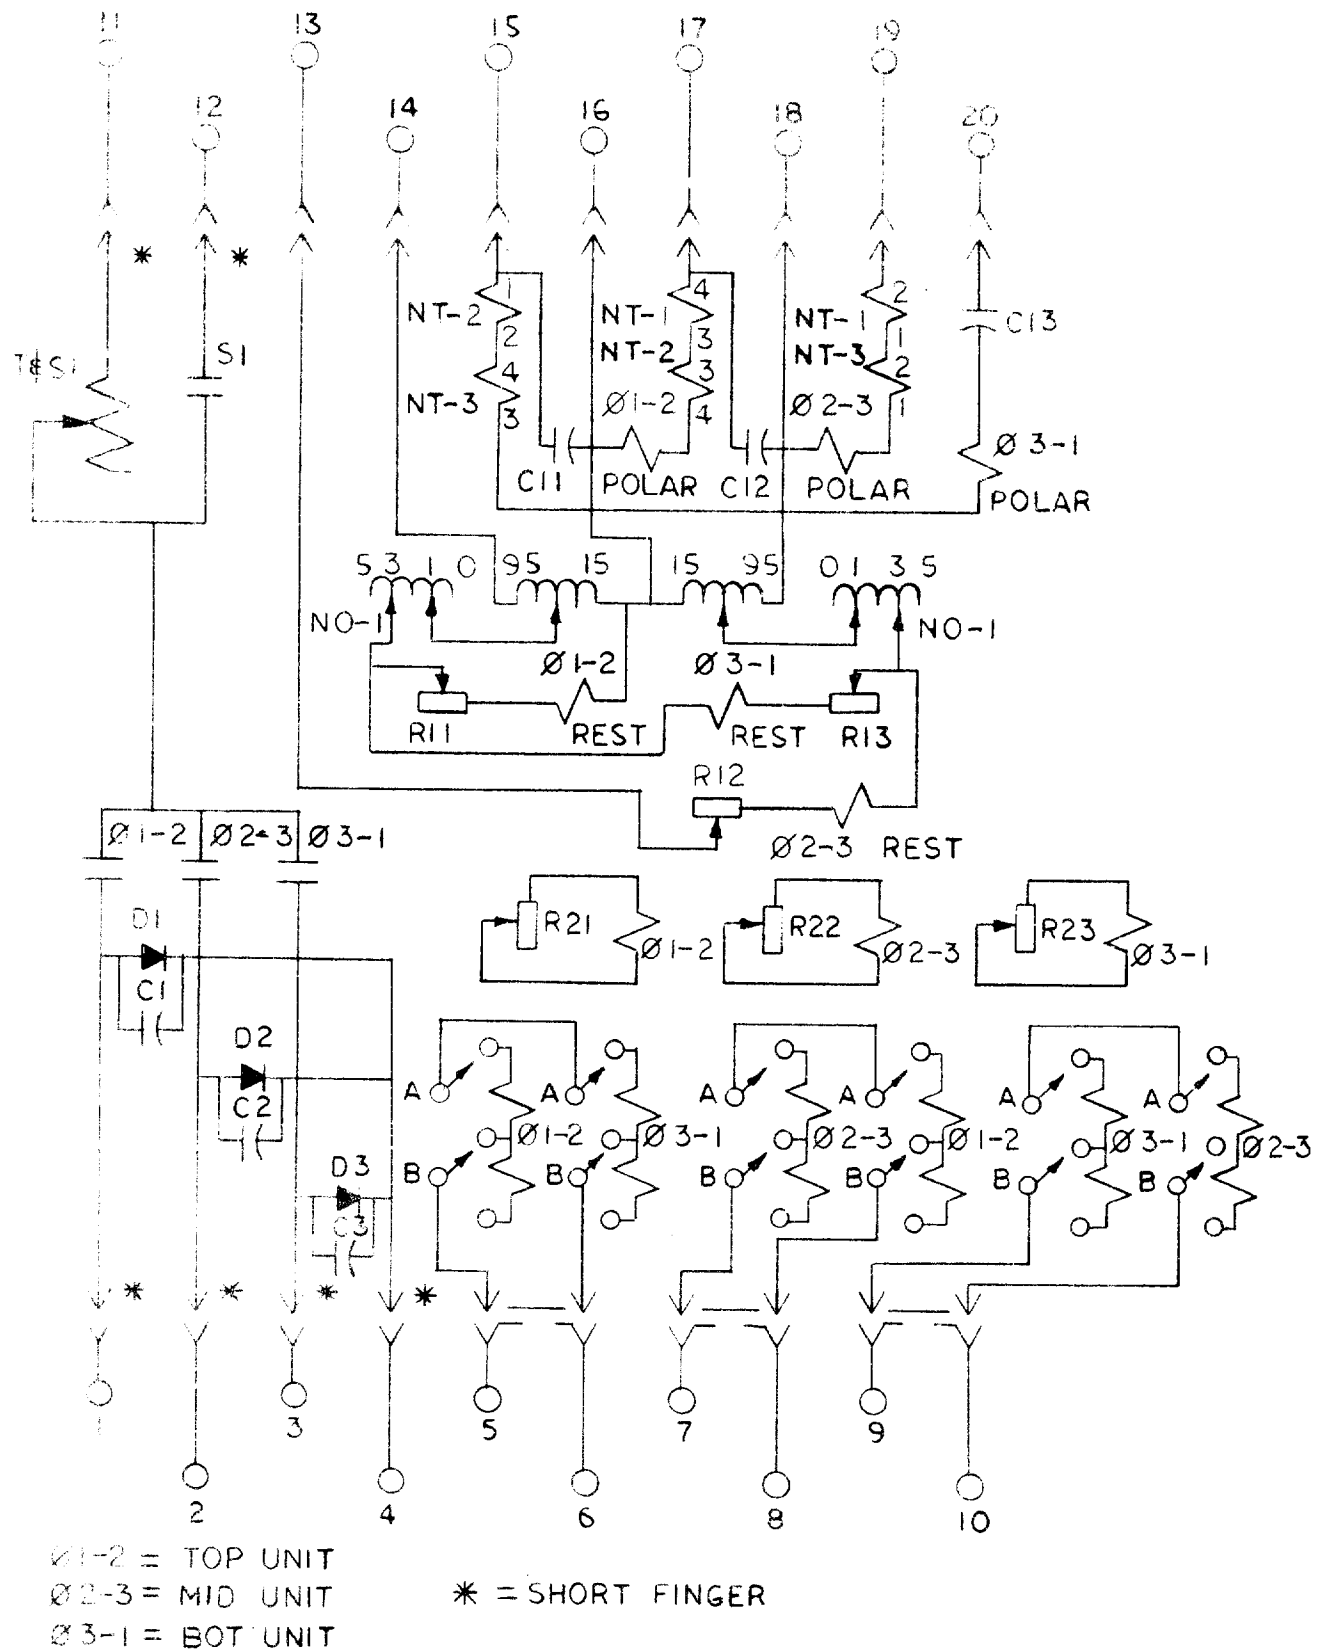 11 13 15 17 19
12 14 16 18 20
* *
NT-2 1 2
NT-3 4 3
NT-1 4 3
NT-2 3 4
NT-1 2 1
NT-3 2 1
C13
T&S1 S1
Ø1-2 Ø2-3 Ø3-1
C11 POLAR C12 POLAR POLAR
5 3 1 0 95 15 15 95 0 1 3 5
NO-1 NO-1
Ø1-2 Ø3-1
R11 REST REST R13
R12
Ø1-2 Ø2-3 Ø3-1
Ø2-3 REST
D1 R21 Ø1-2 R22 Ø2-3 R23 Ø3-1
C1
D2
C2
A A A A A A
Ø1-2 Ø3-1 Ø2-3 Ø1-2 Ø3-1 Ø2-3
D3
B B B B B B
C3
* * * *
3 5 7 9
2 4 6 8 10
Ø1-2 = TOP UNIT
Ø2-3 = MID UNIT
* = SHORT FINGER
Ø3-1 = BOT UNIT